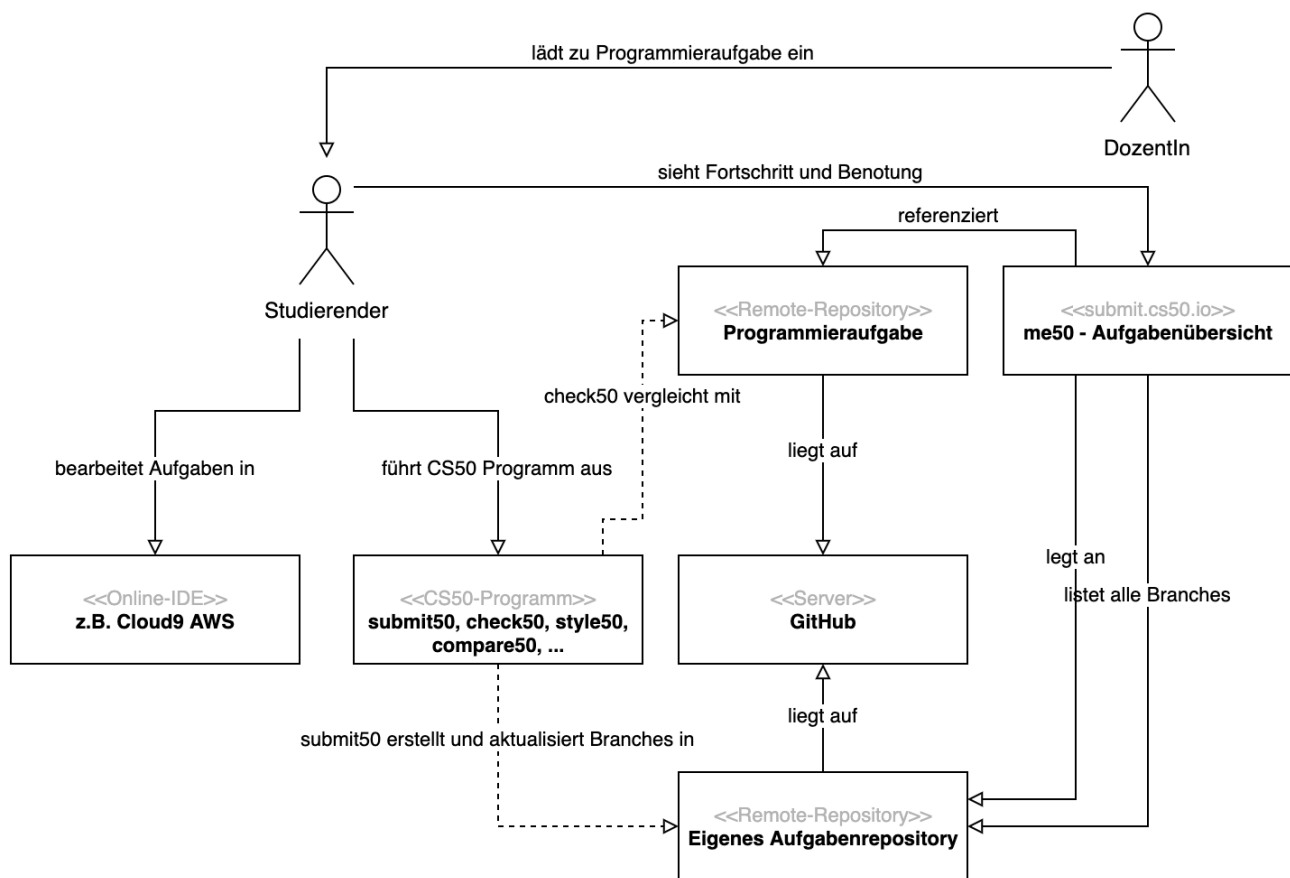 lädt zu Programmieraufgabe ein
DozentIn
sieht Fortschritt und Benotung
referenziert
Studierender
<<Remote-Repository>>
Programmieraufgabe
<<submit.cs50.io>>
me50 - Aufgabenübersicht
check50 vergleicht mit
liegt auf
bearbeitet Aufgaben in
führt CS50 Programm aus
legt an
listet alle Branches
<<Online-IDE>>
z.B. Cloud9 AWS
<<CS50-Programm>>
submit50, check50, style50,
compare50, ...
<<Server>>
GitHub
liegt auf
submit50 erstellt und aktualisiert Branches in
<<Remote-Repository>>
Eigenes Aufgabenrepository